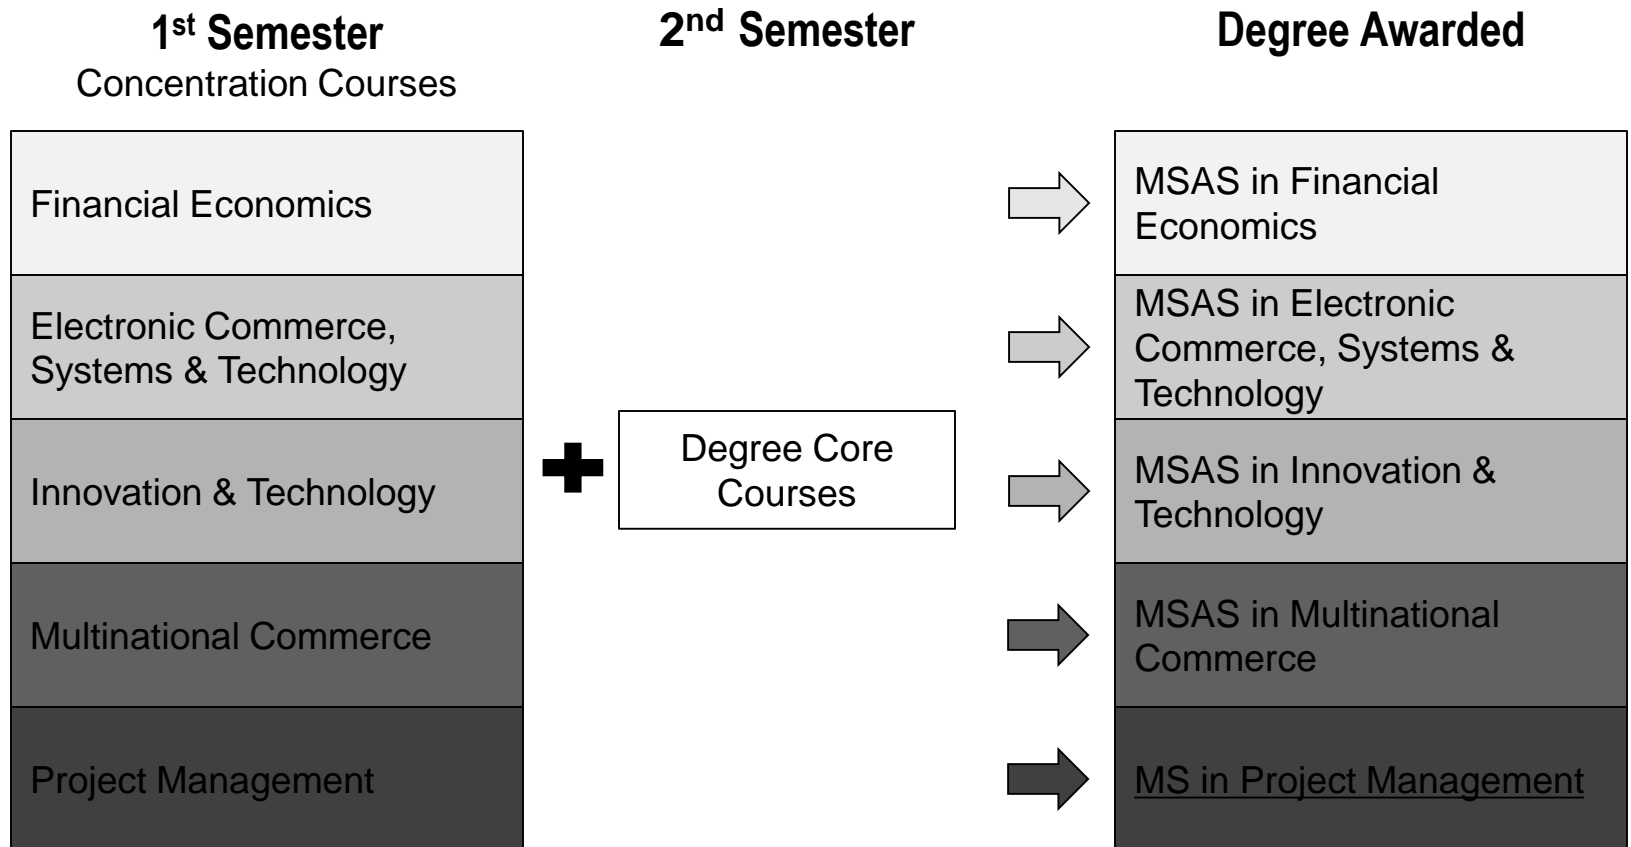 1st Semester
Concentration Courses
2nd Semester
Degree Awarded
Financial Economics
Electronic Commerce,
Systems & Technology
Innovation & Technology
Multinational Commerce
Project Management
Degree Core
Courses
MSAS in Financial
Economics
MSAS in Electronic
Commerce, Systems &
Technology
MSAS in Innovation &
Technology
MSAS in Multinational
Commerce
MS in Project Management